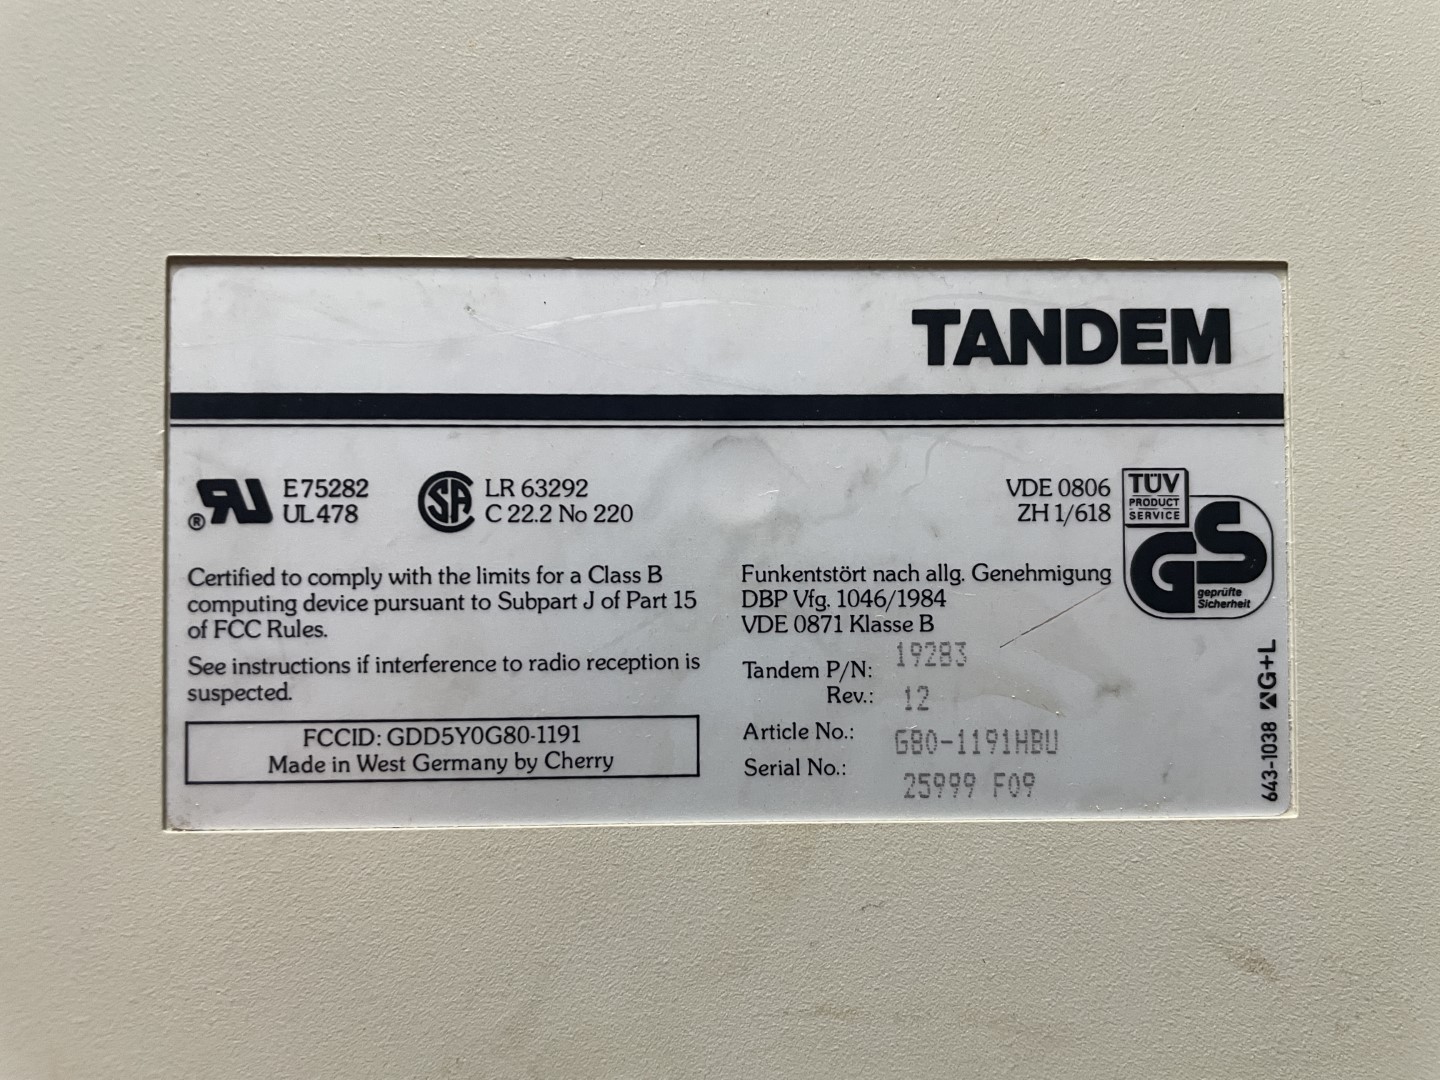 TANDEM
® RU E75282
UL 478
SA LR 63292
C 22.2 No 220
VDE 0806
ZH 1/618
TÜV
PRODUCT
SERVICE
GS
geprüfte
Sicherheit
Certified to comply with the limits for a Class B
computing device pursuant to Subpart J of Part 15
of FCC Rules.
See instructions if interference to radio reception is
suspected.
FCCID: GDD5Y0G80-1191
Made in West Germany by Cherry
Funkentstört nach allg. Genehmigung
DBP Vfg. 1046/1984
VDE 0871 Klasse B
Tandem P/N: 19283
Rev.: 12
Article No.: G80-1191HBU
Serial No.: 25999 F09
643-1038 G+L